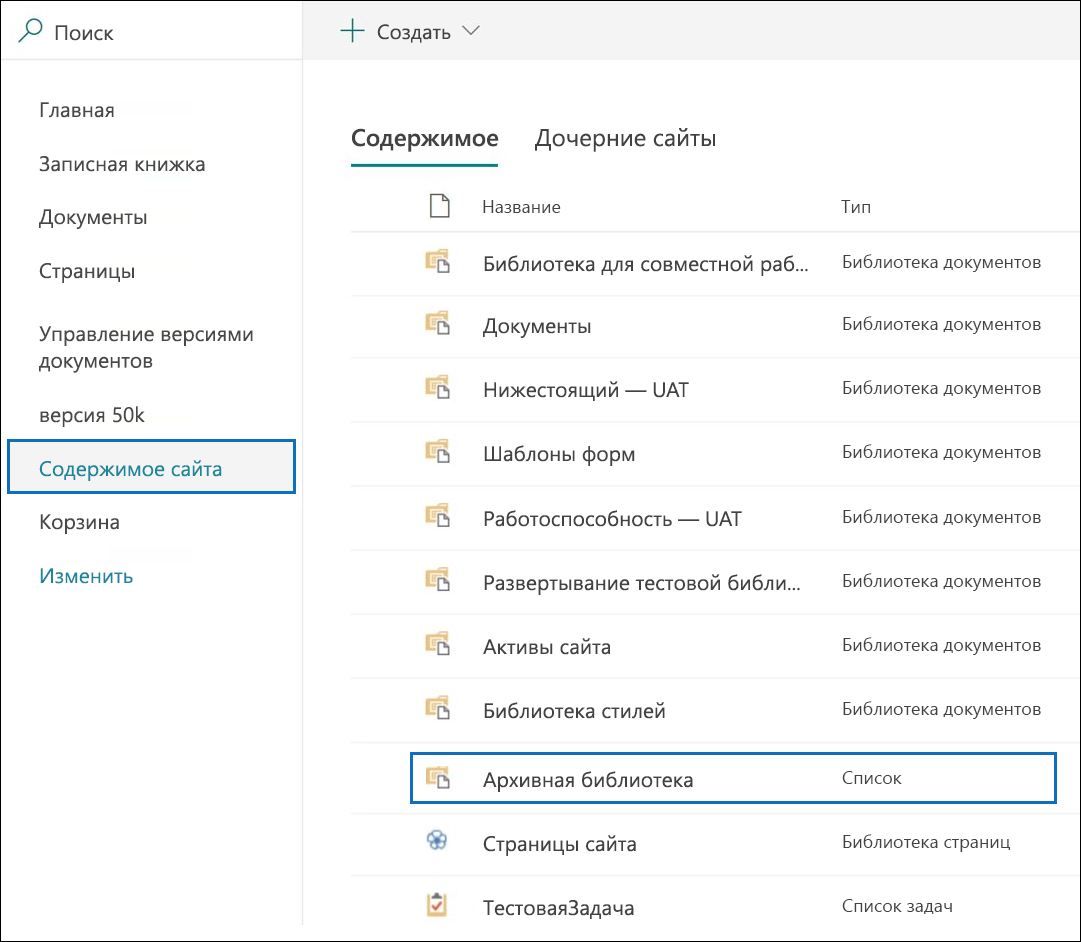 Поиск
Создать
Главная
Записная книжка
Документы
Страницы
Управление версиями
документов
версия 50k
Содержимое сайта
Корзина
Изменить
Содержимое Дочерние сайты
Название Тип
Библиотека для совместной раб... Библиотека документов
Документы Библиотека документов
Нижестоящий — UAT Библиотека документов
Шаблоны форм Библиотека документов
Работоспособность — UAT Библиотека документов
Развертывание тестовой библи... Библиотека документов
Активы сайта Библиотека документов
Библиотека стилей Библиотека документов
Архивная библиотека Список
Страницы сайта Библиотека страниц
ТестоваяЗадача Список задач